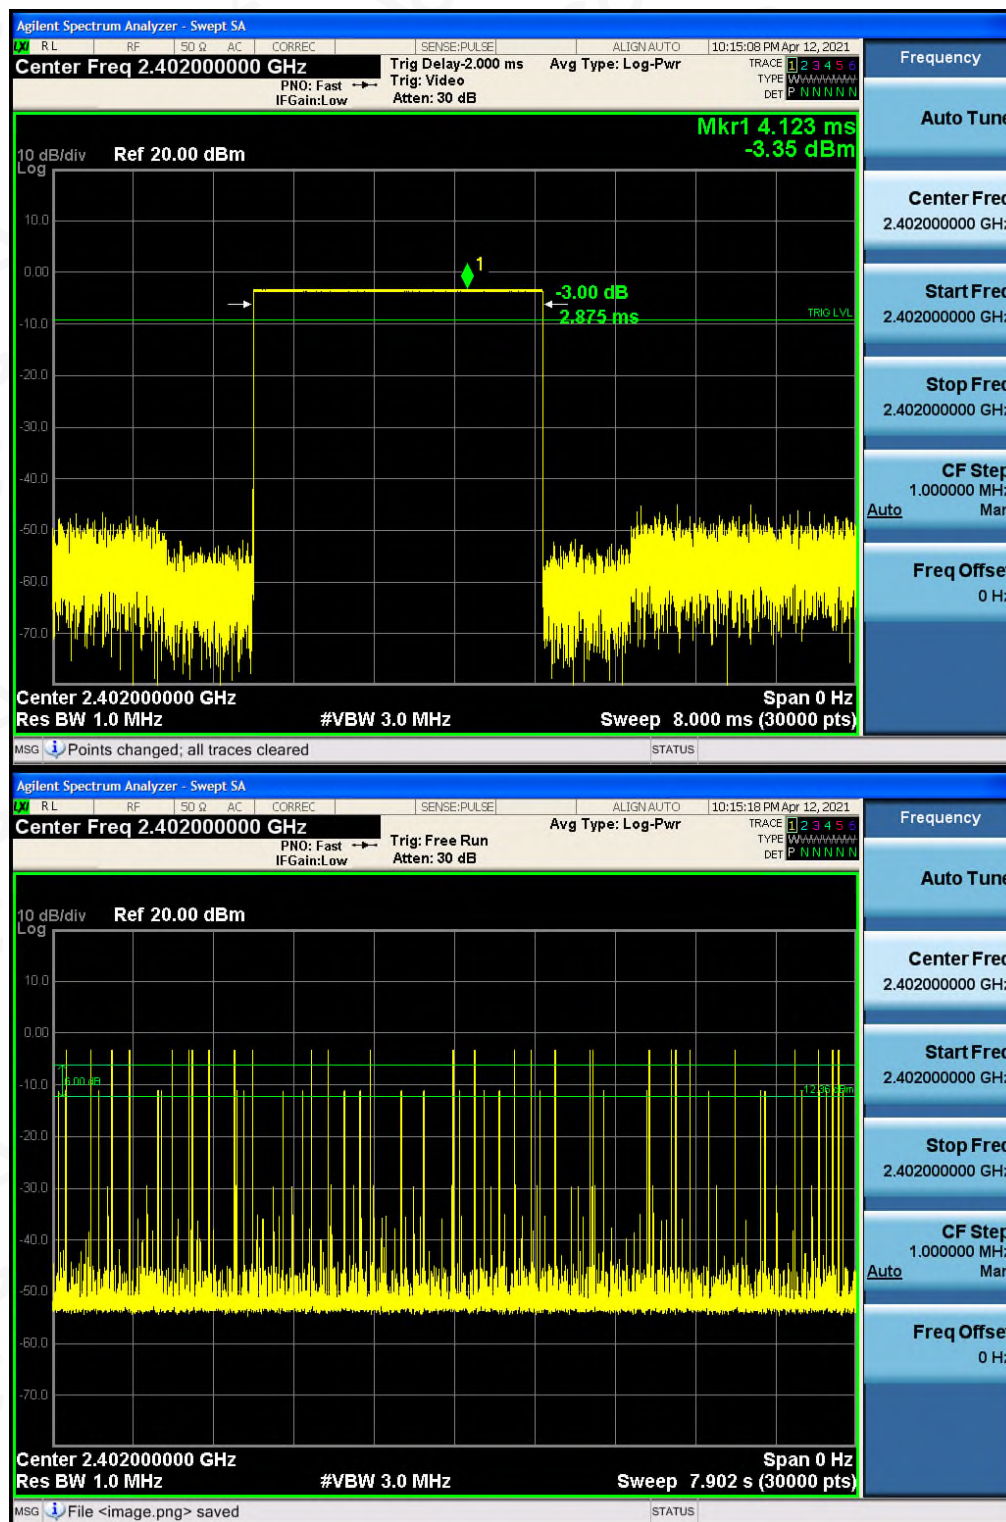 Agilent Spectrum Analyzer - Swept SA
LXI RL RF 50 Ω AC CORREC SENSE:PULSE ALIGNAUTO 10:15:08 PM Apr 12, 2021
Center Freq 2.402000000 GHz
PNO: Fast
IFGain:Low
Trig Delay-2.000 ms
Trig: Video
Atten: 30 dB
Avg Type: Log-Pwr
TRACE 1 2 3 4 5 6
TYPE
DET P N N N N N
Mkr1 4.123 ms
-3.35 dBm
10 dB/div Ref 20.00 dBm
Log
10.0
0.00
-10.0
-20.0
-30.0
-40.0
-50.0
-60.0
-70.0
1
-3.00 dB
2.875 ms
TRIG LVL
Center 2.402000000 GHz Span 0 Hz
Res BW 1.0 MHz #VBW 3.0 MHz Sweep 8.000 ms (30000 pts)
MSG Points changed; all traces cleared STATUS
Frequency
Auto Tune
Center Freq
2.402000000 GHz
Start Freq
2.402000000 GHz
Stop Freq
2.402000000 GHz
CF Step
1.000000 MHz
Auto Man
Freq Offset
0 Hz
Agilent Spectrum Analyzer - Swept SA
LXI RL RF 50 Ω AC CORREC SENSE:PULSE ALIGNAUTO 10:15:18 PM Apr 12, 2021
Center Freq 2.402000000 GHz
PNO: Fast
IFGain:Low
Trig: Free Run
Atten: 30 dB
Avg Type: Log-Pwr
TRACE 1 2 3 4 5 6
TYPE
DET P N N N N N
10 dB/div Ref 20.00 dBm
Log
10.0
0.00
-10.0
-20.0
-30.0
-40.0
-50.0
-60.0
-70.0
6.00 dB
Center 2.402000000 GHz Span 0 Hz
Res BW 1.0 MHz #VBW 3.0 MHz Sweep 7.902 s (30000 pts)
MSG File <image.png> saved STATUS
Frequency
Auto Tune
Center Freq
2.402000000 GHz
Start Freq
2.402000000 GHz
Stop Freq
2.402000000 GHz
CF Step
1.000000 MHz
Auto Man
Freq Offset
0 Hz